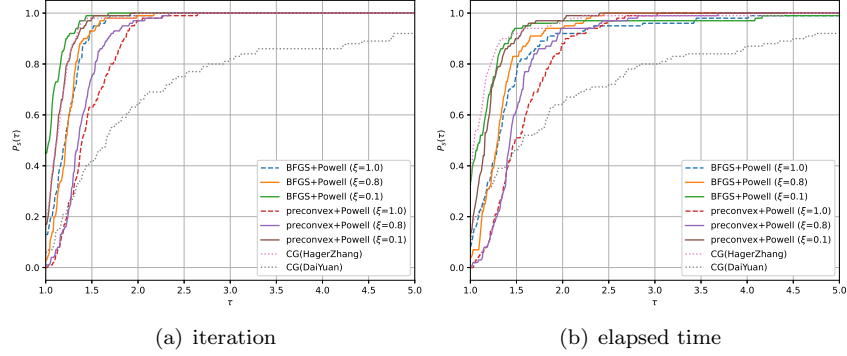 1.0
0.8
0.6
0.4
0.2
0.0
P_s(τ)
BFGS+Powell (ξ=1.0)
BFGS+Powell (ξ=0.8)
BFGS+Powell (ξ=0.1)
preconvex+Powell (ξ=1.0)
preconvex+Powell (ξ=0.8)
preconvex+Powell (ξ=0.1)
CG(HagerZhang)
CG(DaiYuan)
1.0 1.5 2.0 2.5 3.0 3.5 4.0 4.5 5.0
τ
(a) iteration
1.0
0.8
0.6
0.4
0.2
0.0
P_s(τ)
BFGS+Powell (ξ=1.0)
BFGS+Powell (ξ=0.8)
BFGS+Powell (ξ=0.1)
preconvex+Powell (ξ=1.0)
preconvex+Powell (ξ=0.8)
preconvex+Powell (ξ=0.1)
CG(HagerZhang)
CG(DaiYuan)
1.0 1.5 2.0 2.5 3.0 3.5 4.0 4.5 5.0
τ
(b) elapsed time